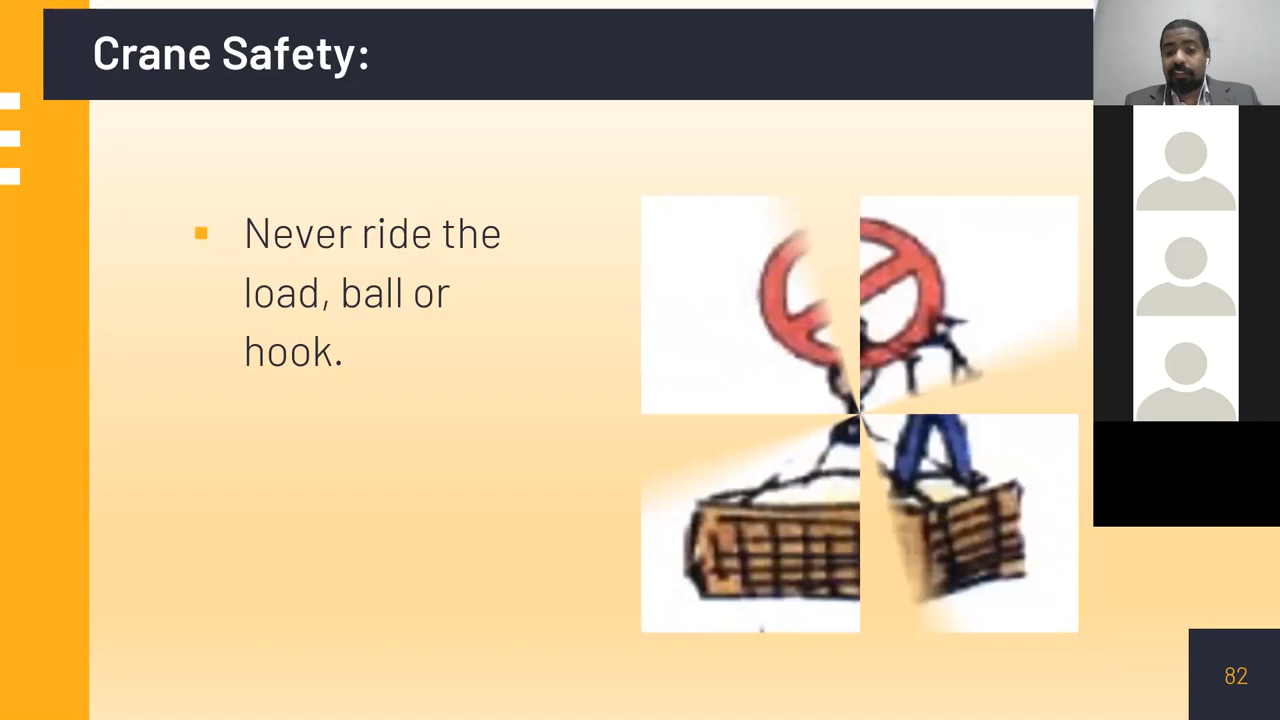 Crane Safety:
Never ride the
load, ball or
hook.
82